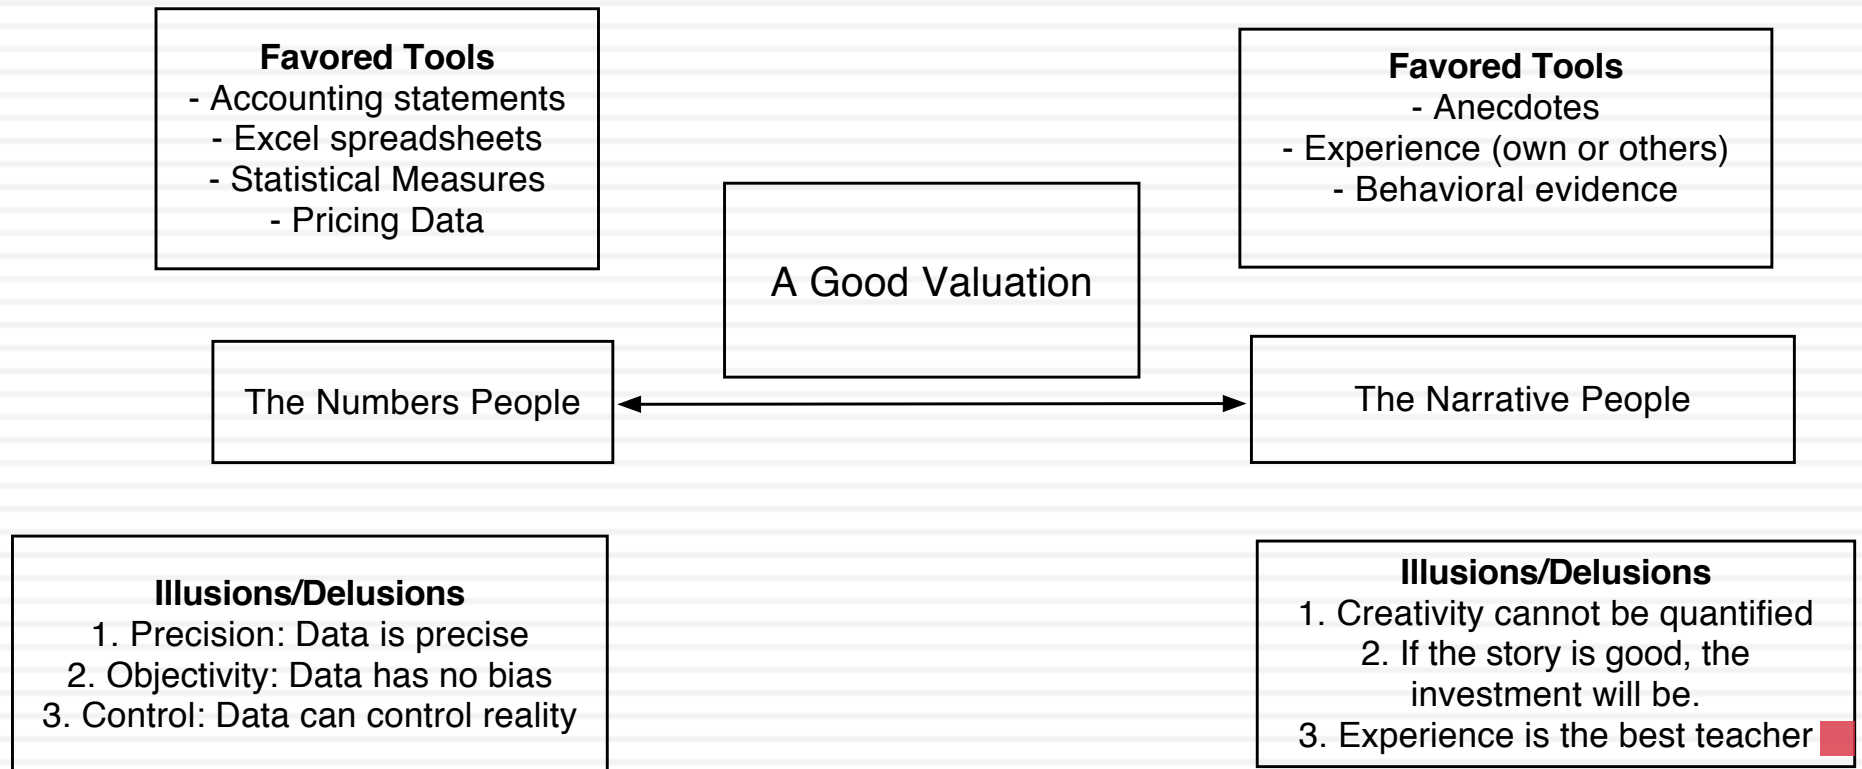 Favored Tools
- Accounting statements
- Excel spreadsheets
- Statistical Measures
- Pricing Data
Favored Tools
- Anecdotes
- Experience (own or others)
- Behavioral evidence
A Good Valuation
The Numbers People
The Narrative People
Illusions/Delusions
1. Precision: Data is precise
2. Objectivity: Data has no bias
3. Control: Data can control reality
Illusions/Delusions
1. Creativity cannot be quantified
2. If the story is good, the
investment will be.
3. Experience is the best teacher